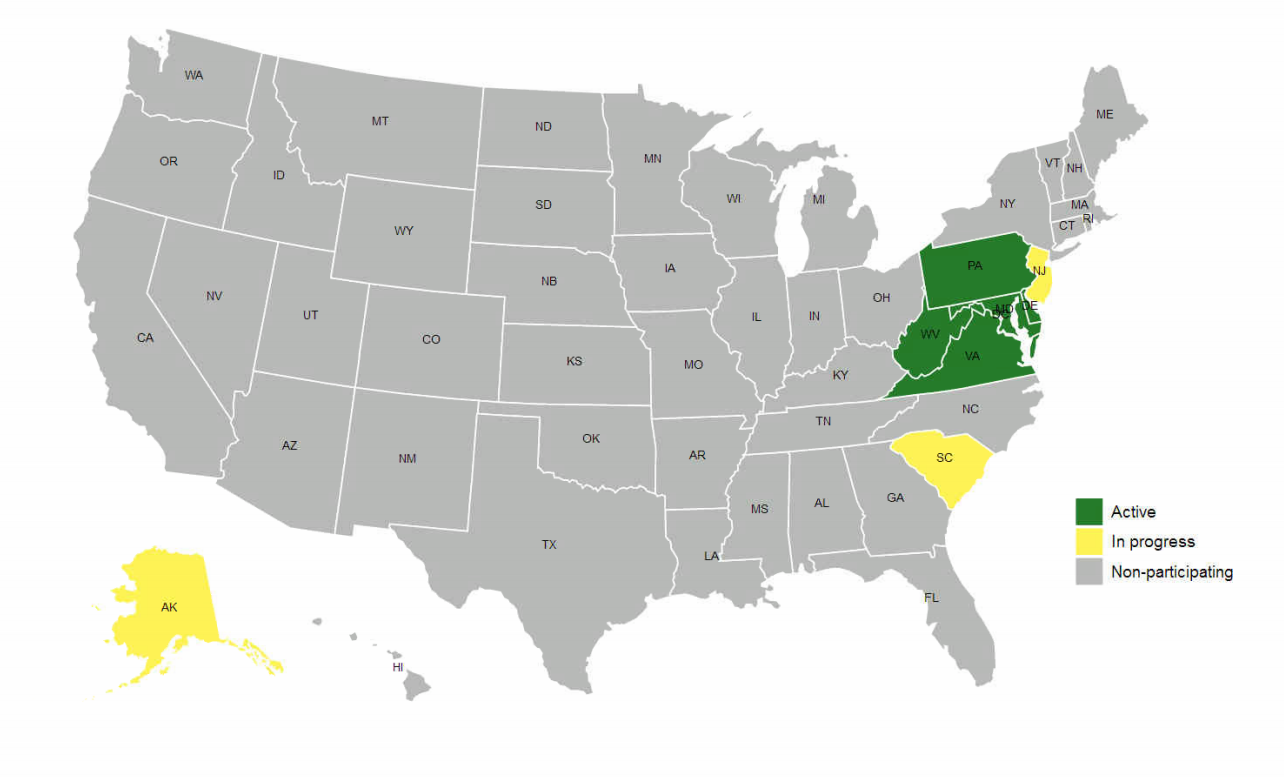 WA
MT
ND
MN
ME
OR
ID
SD
WI
MI
VT
NH
NY
MA
RI
CT
WY
IA
PA
NJ
NB
NV
UT
CO
IL
IN
OH
MD
DE
DC
WV
VA
CA
KS
MO
KY
NC
TN
AZ
NM
OK
AR
SC
MS
AL
GA
TX
LA
FL
AK
HI
Active
In progress
Non-participating